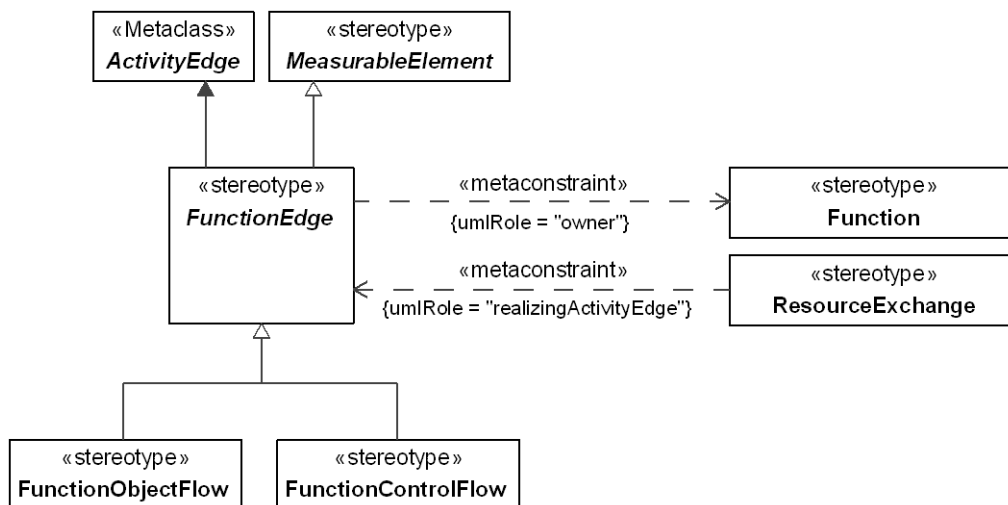 «Metaclass»
ActivityEdge
«stereotype»
MeasurableElement
«stereotype»
FunctionEdge
«metaconstraint»
{umlRole = "owner"}
«stereotype»
Function
«metaconstraint»
{umlRole = "realizingActivityEdge"}
«stereotype»
ResourceExchange
«stereotype»
FunctionObjectFlow
«stereotype»
FunctionControlFlow